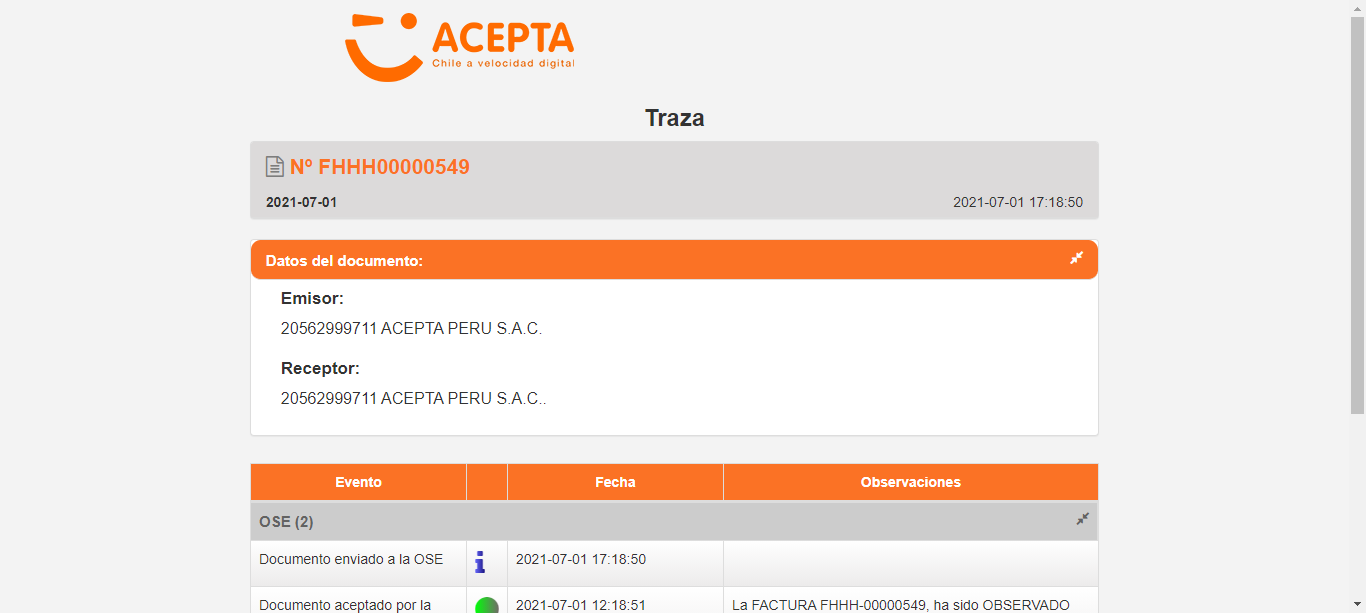 ACEPTA
Chile a velocidad digital
Traza
Nº FHHH00000549
2021-07-01 2021-07-01 17:18:50
Datos del documento:
Emisor:
20562999711 ACEPTA PERU S.A.C.
Receptor:
20562999711 ACEPTA PERU S.A.C..
Evento Fecha Observaciones
OSE (2)
Documento enviado a la OSE 2021-07-01 17:18:50
Documento aceptado por la 2021-07-01 12:18:51 La FACTURA FHHH-00000549, ha sido OBSERVADO